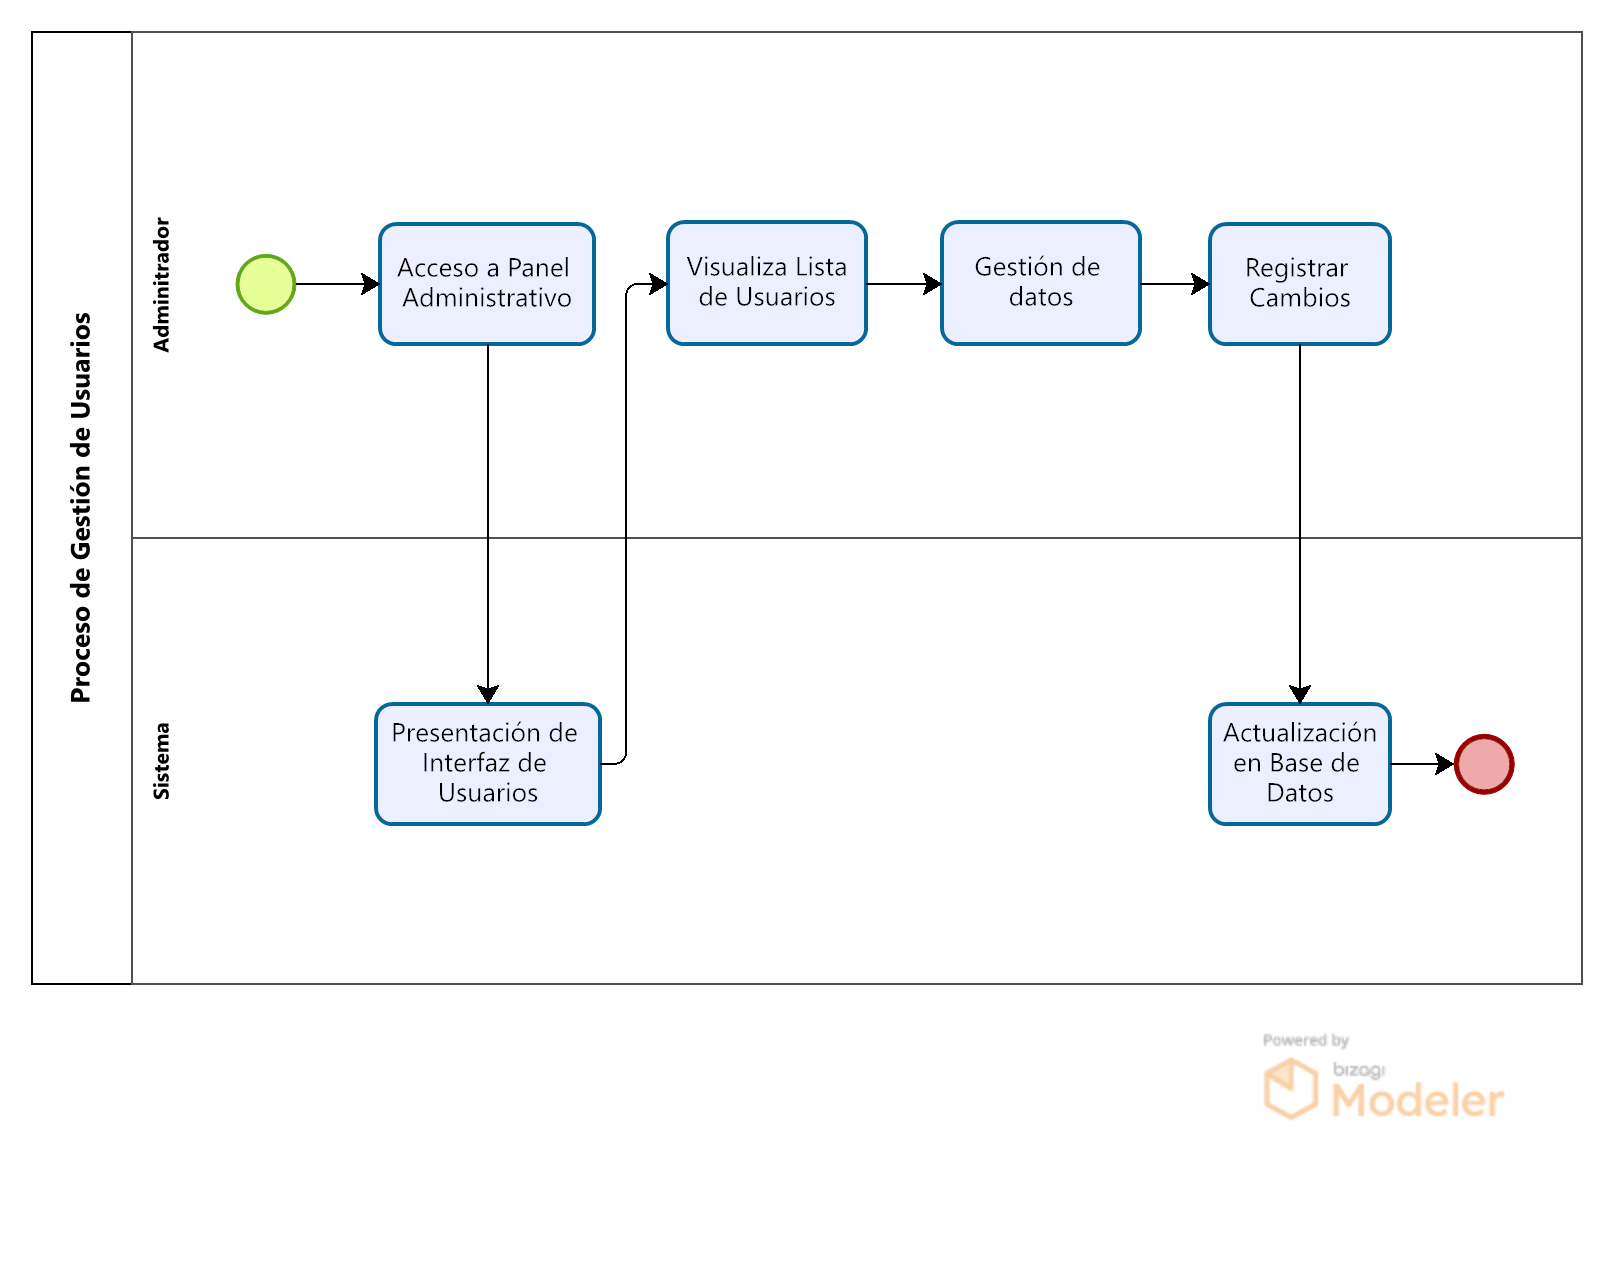 Proceso de Gestión de Usuarios
Adminitrador
Acceso a Panel
Administrativo
Visualiza Lista
de Usuarios
Gestión de
datos
Registrar
Cambios
Sistema
Presentación de
Interfaz de
Usuarios
Actualización
en Base de
Datos
Powered by
bizagi
Modeler